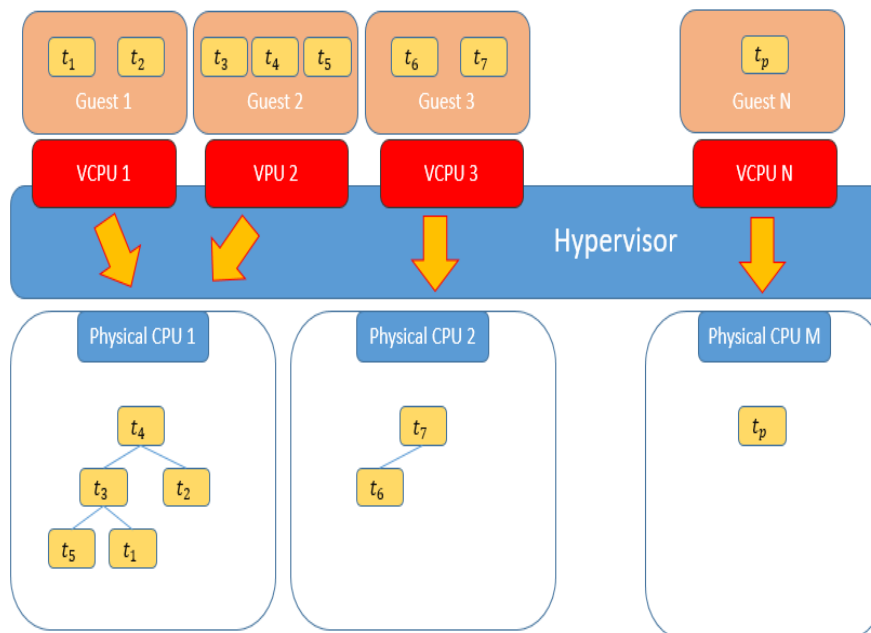 t₁ t₂ t₃ t₄ t₅ t₆ t₇ tₚ
Guest 1 Guest 2 Guest 3 Guest N
VCPU 1 VPU 2 VCPU 3 VCPU N
Hypervisor
Physical CPU 1 Physical CPU 2 Physical CPU M
t₄ t₇ tₚ
t₃ t₂ t₆
t₅ t₁